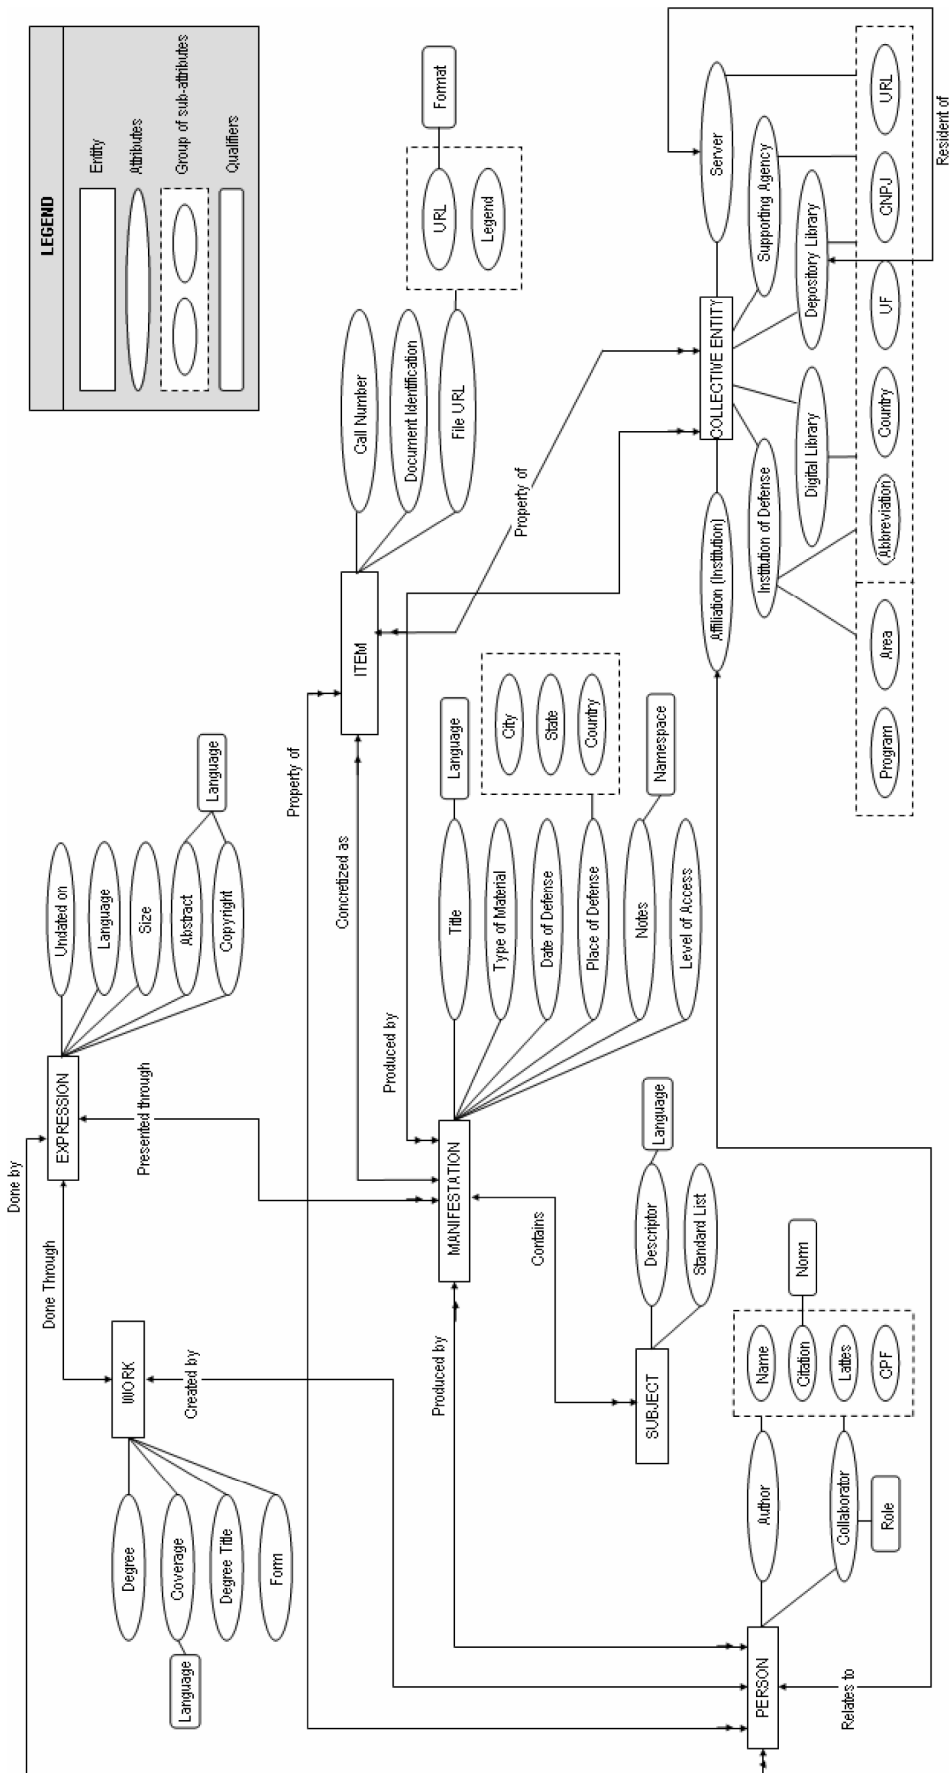 LEGEND
Entity
Attributes
Group of sub-attributes
Qualifiers
Done by
EXPRESSION
Undated on
Language
Size
Abstract
Copyright
Language
Done Through
Presented through
WORK
Degree
Coverage
Degree Title
Form
Language
Created by
Property of
ITEM
Call Number
Document Identification
File URL
URL
Legend
Format
Concretized as
Produced by
MANIFESTATION
Title
Type of Material
Date of Defense
Place of Defense
Notes
Level of Access
Language
City
State
Country
Namespace
Property of
Produced by
Contains
SUBJECT
Descriptor
Standard List
Language
PERSON
Author
Collaborator
Role
Name
Citation
Lattes
CPF
Norm
Relates to
COLLECTIVE ENTITY
Affiliation (Institution)
Institution of Defense
Digital Library
Depository Library
Supporting Agency
Server
Program
Area
Abbreviation
Country
UF
CNPJ
URL
Resident of